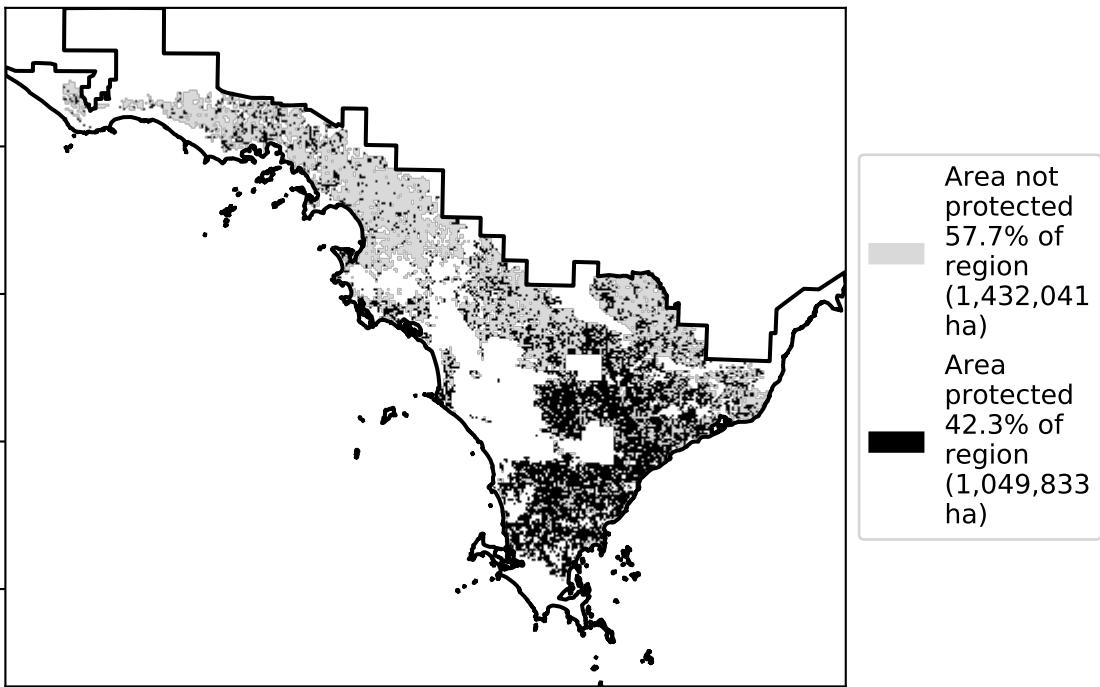 Area not
protected
57.7% of
region
(1,432,041
ha)
Area
protected
42.3% of
region
(1,049,833
ha)